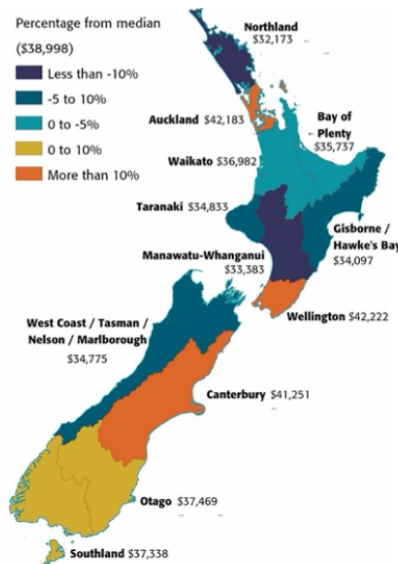 Percentage from median
($38,998)
Less than -10%
-5 to 10%
0 to -5%
0 to 10%
More than 10%
Northland
$32,173
Auckland $42,183
Bay of
Plenty
$35,737
Waikato $36,982
Taranaki $34,833
Gisborne /
Hawke's Bay
$34,097
Manawatu-Whanganui
$33,383
Wellington $42,222
West Coast / Tasman /
Nelson / Marlborough
$34,775
Canterbury $41,251
Otago $37,469
Southland $37,338